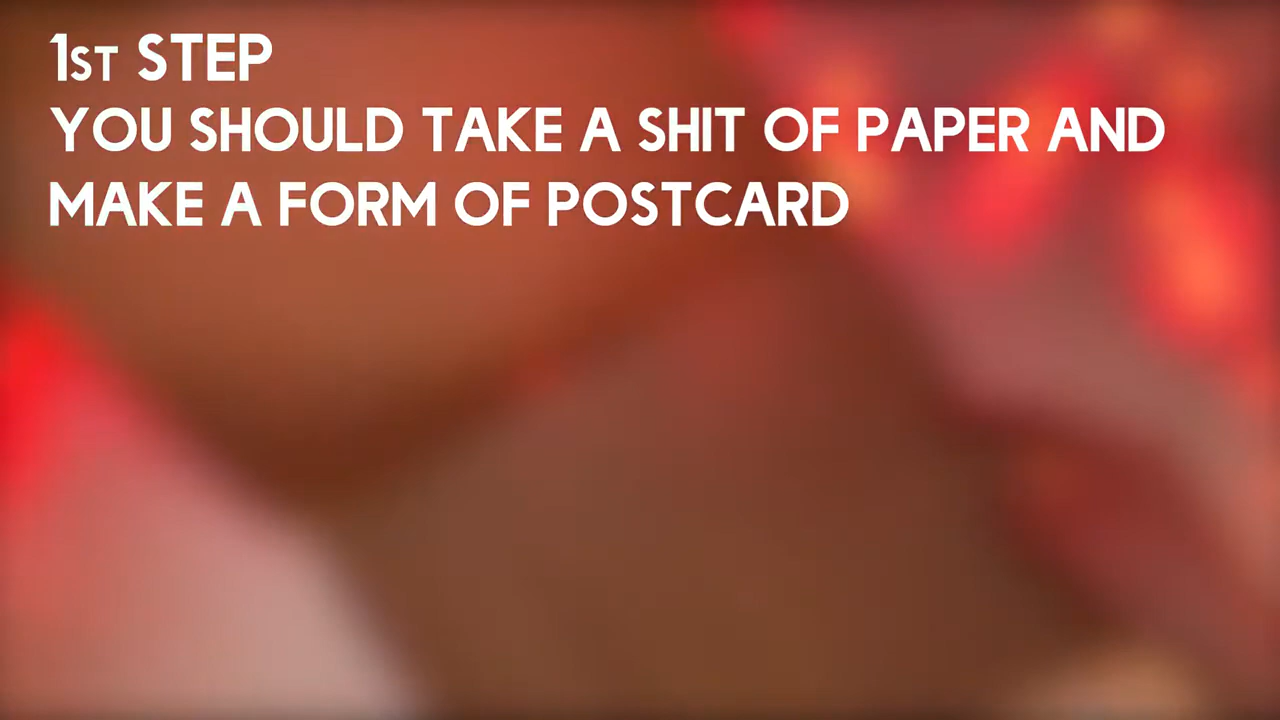 1ST STEP
YOU SHOULD TAKE A SHIT OF PAPER AND
MAKE A FORM OF POSTCARD